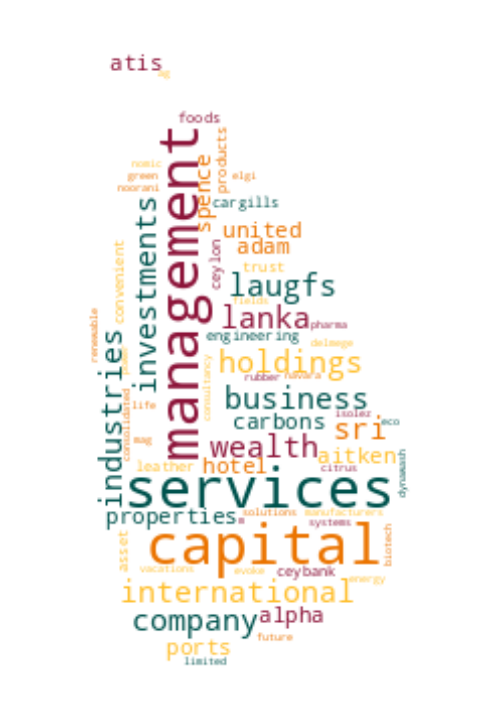 atis
ag
foods
management
products
nomic
green
elgi
noorani
spence
cargills
investments
united
adam
ceylon
convenient
trust
laugfs
fields
lanka
pharma
renewable
engineering
delmege
industries
holdings
consultancy
rubber
havara
business
consolidated
life
isolez
carbons
sri
eco
mag
wealth
aitken
leather
hotel
citrus
services
dynawash
properties
solutions
manufacturers
systems
capital
asset
biotech
vacations
evoke
ceybank
energy
international
company
alpha
future
ports
limited